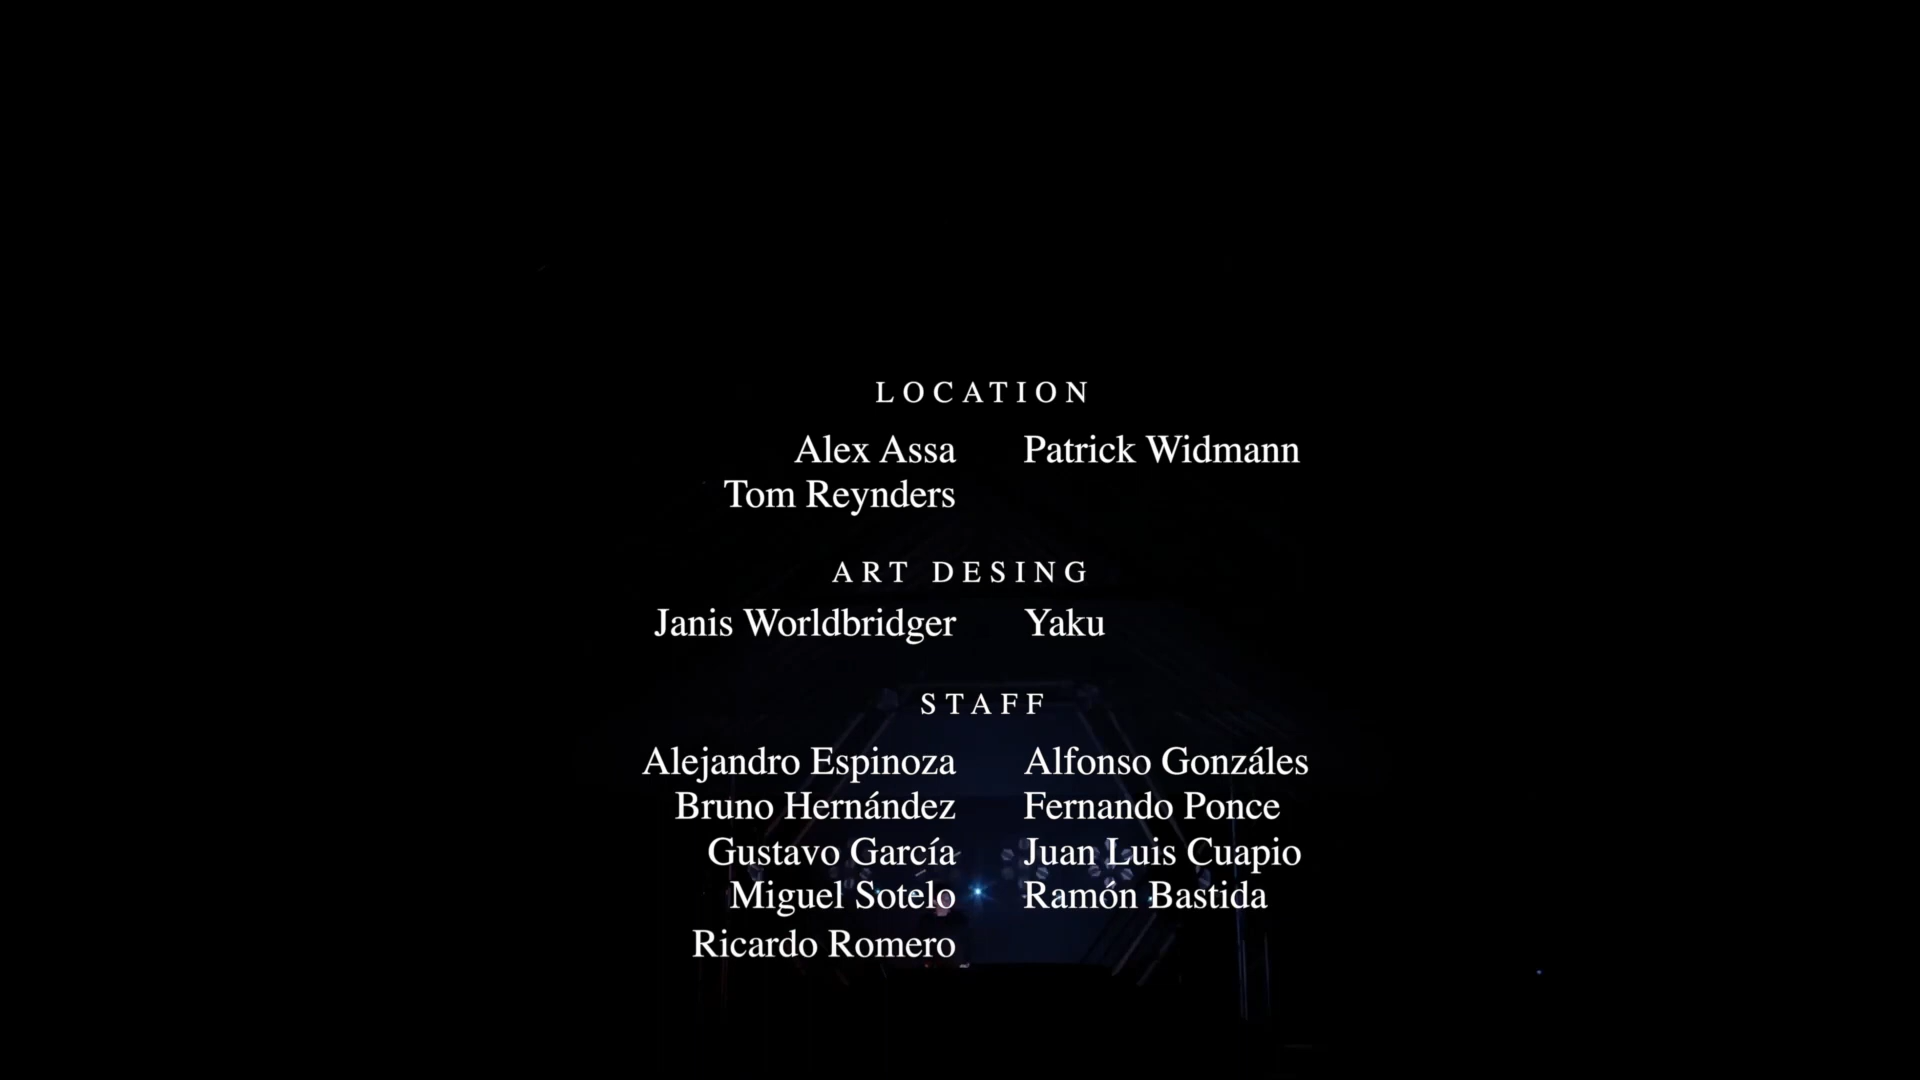 LOCATION
Alex Assa Patrick Widmann
Tom Reynders
ART DESING
Janis Worldbridger Yaku
STAFF
Alejandro Espinoza Alfonso Gonzáles
Bruno Hernández Fernando Ponce
Gustavo García Juan Luis Cuapio
Miguel Sotelo Ramón Bastida
Ricardo Romero